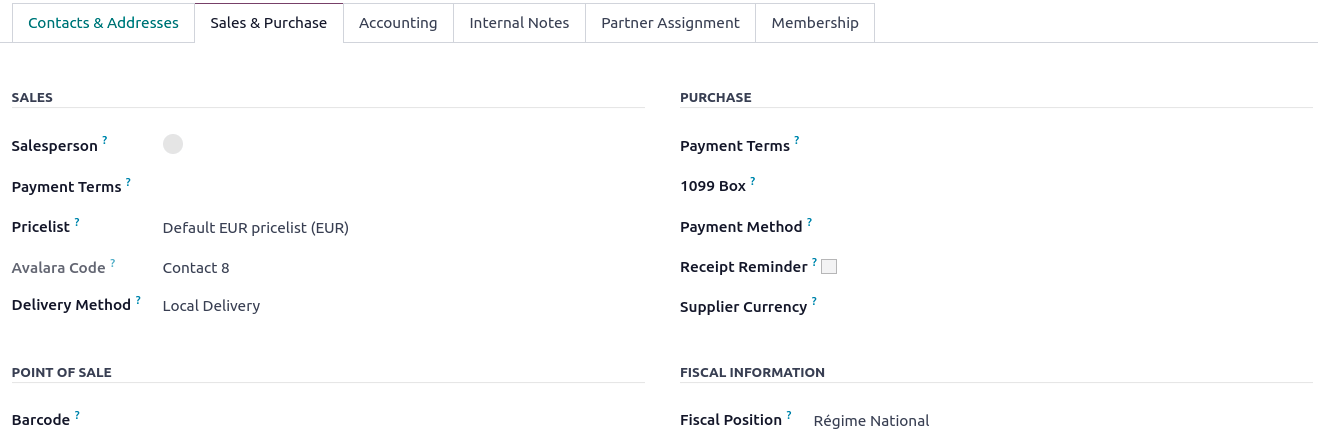 Contacts & Addresses Sales & Purchase Accounting Internal Notes Partner Assignment Membership
SALES
Salesperson ?
Payment Terms ?
Pricelist ? Default EUR pricelist (EUR)
Avalara Code ? Contact 8
Delivery Method ? Local Delivery
PURCHASE
Payment Terms ?
1099 Box ?
Payment Method ?
Receipt Reminder ?
Supplier Currency ?
POINT OF SALE
Barcode ?
FISCAL INFORMATION
Fiscal Position ? Régime National